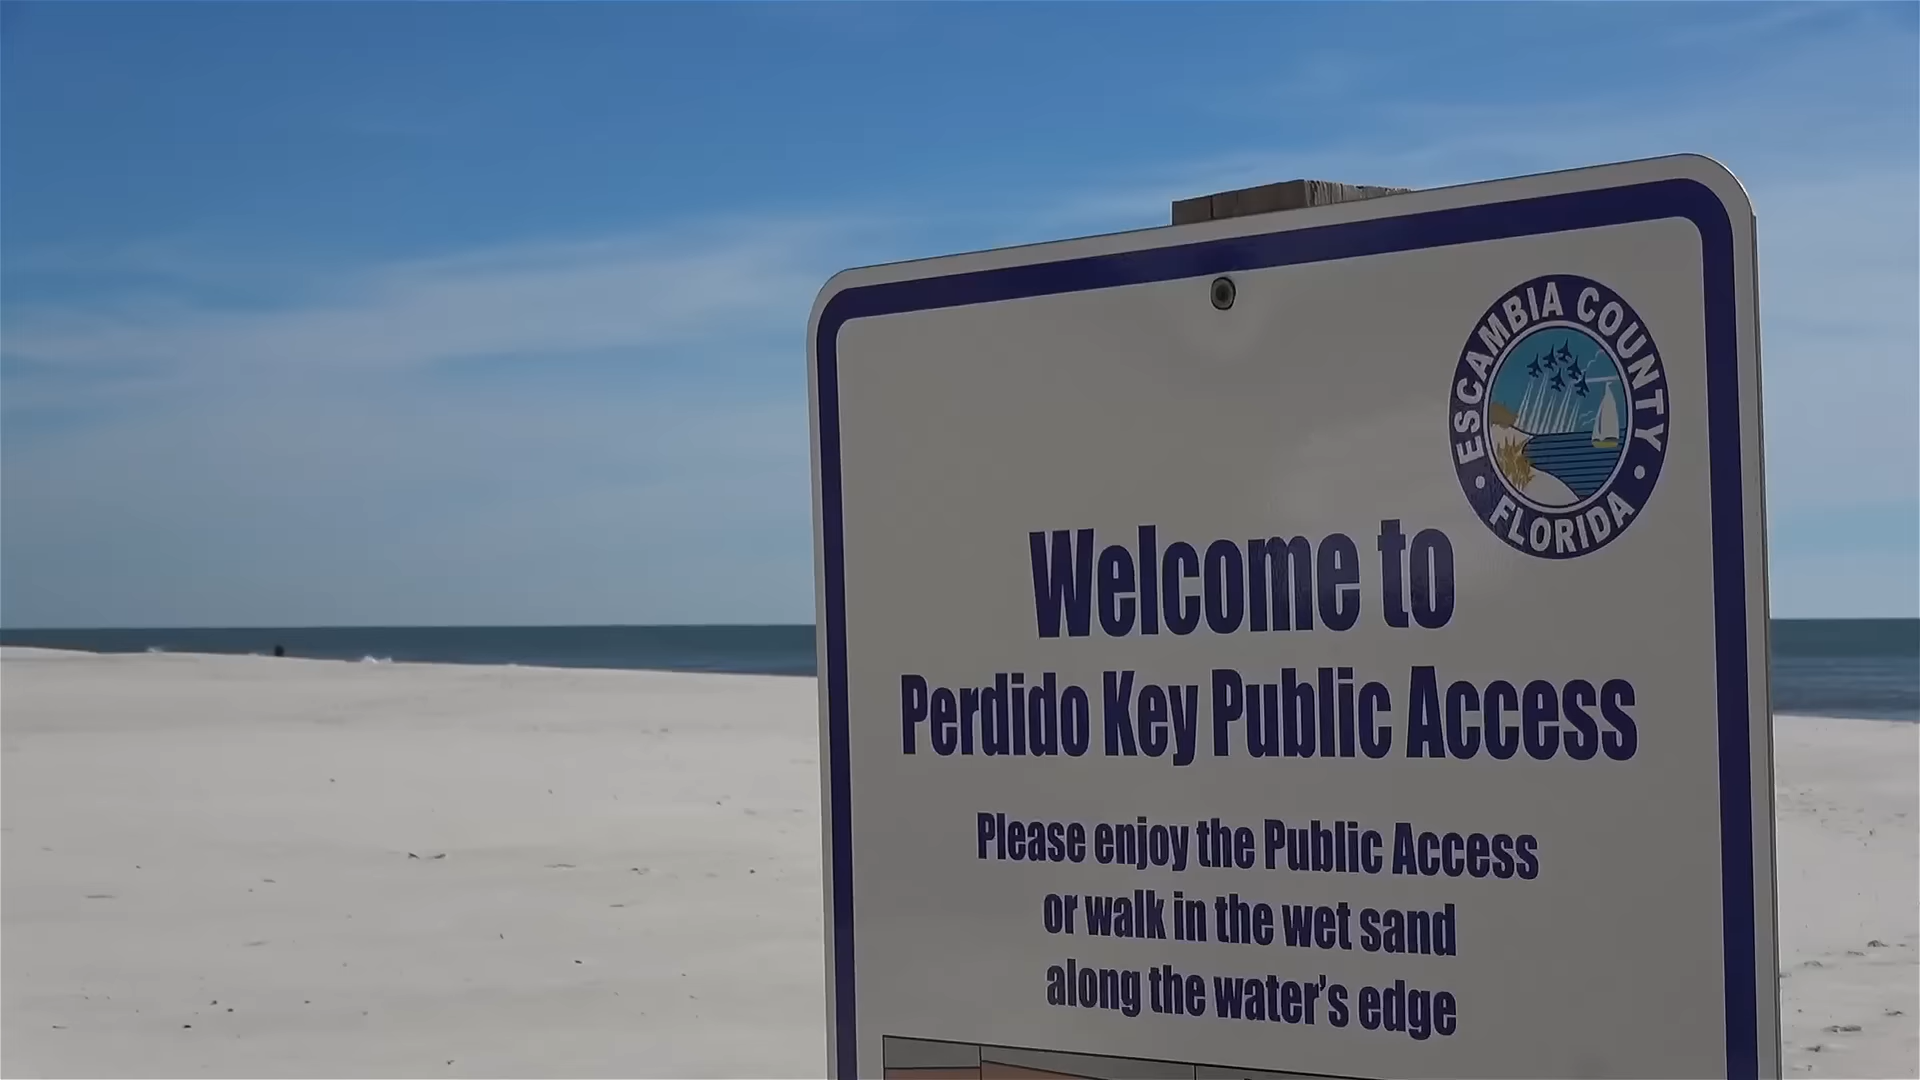 ESCAMBIA COUNTY
• FLORIDA •
Welcome to
Perdido Key Public Access
Please enjoy the Public Access
or walk in the wet sand
along the water's edge